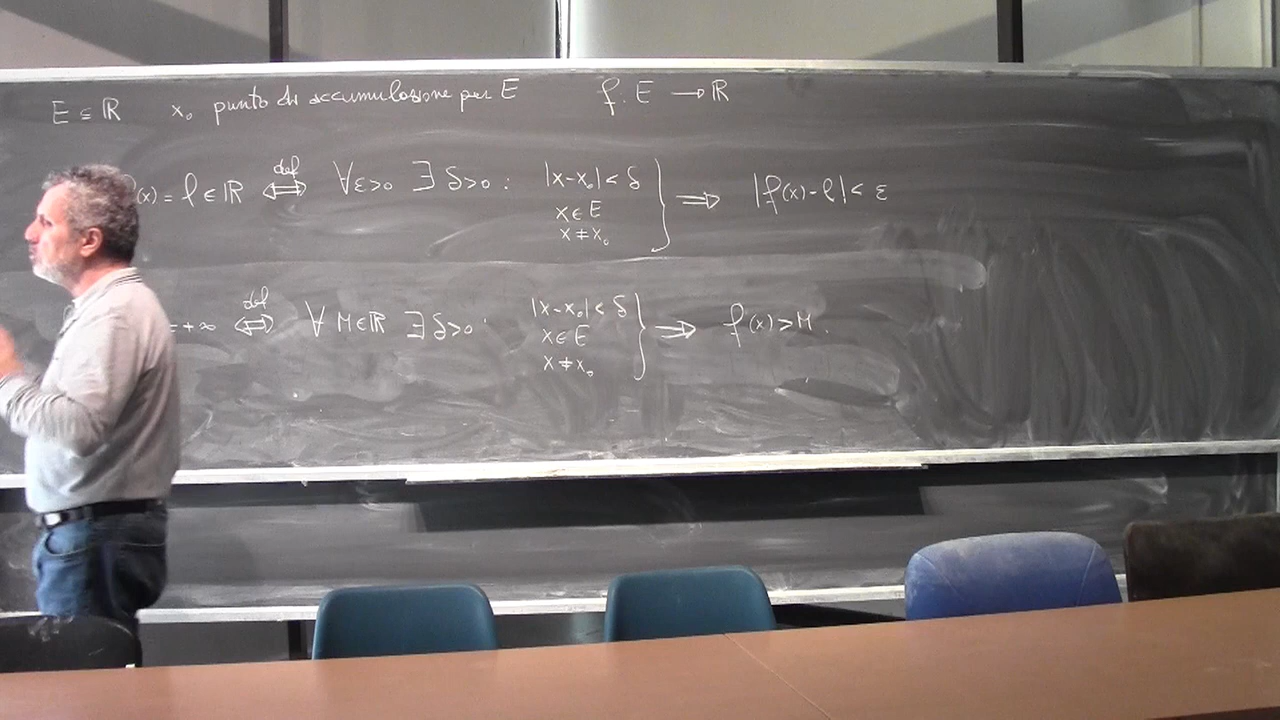 E ⊆ ℝ x₀ punto di accumulazione per E f: E → ℝ
(x) = l ∈ ℝ ⇔ def ∀ε>0 ∃ δ>0 : |x-x₀| < δ ⇒ |f(x)-l| < ε
x ∈ E
x ≠ x₀
= +∞ ⇔ def ∀ M∈ℝ ∃ δ>0 : |x-x₀| < δ ⇒ f(x) > M.
x ∈ E
x ≠ x₀